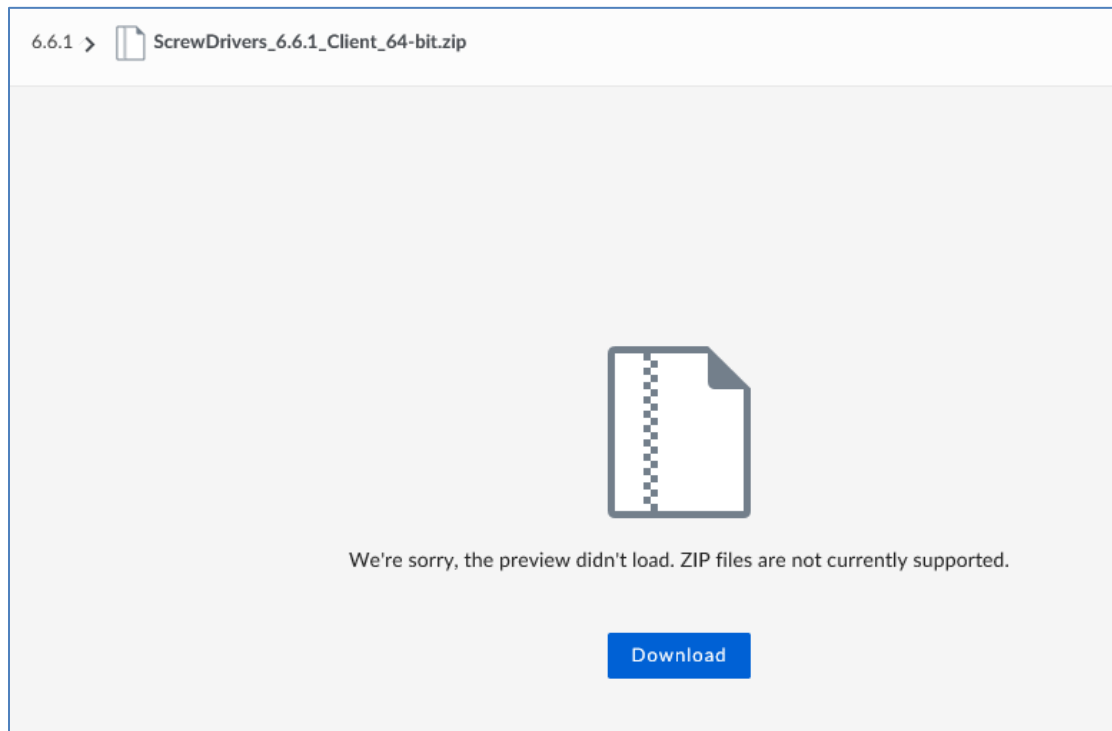 6.6.1 > ScrewDrivers_6.6.1_Client_64-bit.zip
We're sorry, the preview didn't load. ZIP files are not currently supported.
Download